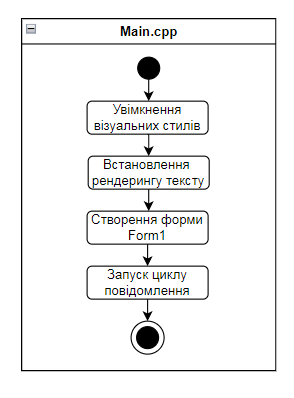 Main.cpp
Увімкнення
візуальних стилів
Встановлення
рендерингу тексту
Створення форми
Form1
Запуск циклу
повідомлення